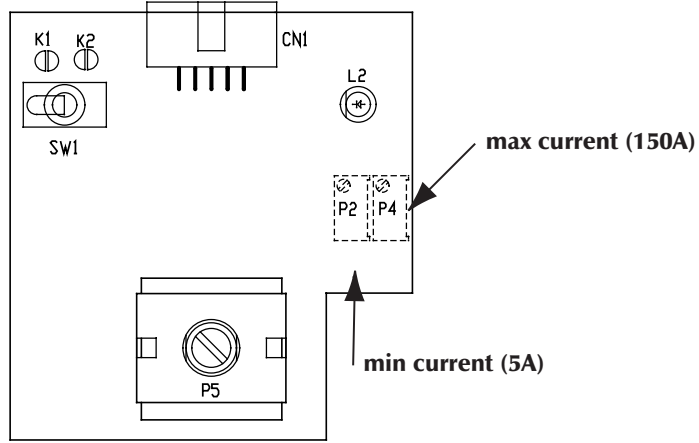 K1
K2
CN1
L2
SW1
max current (150A)
P2
P4
min current (5A)
P5